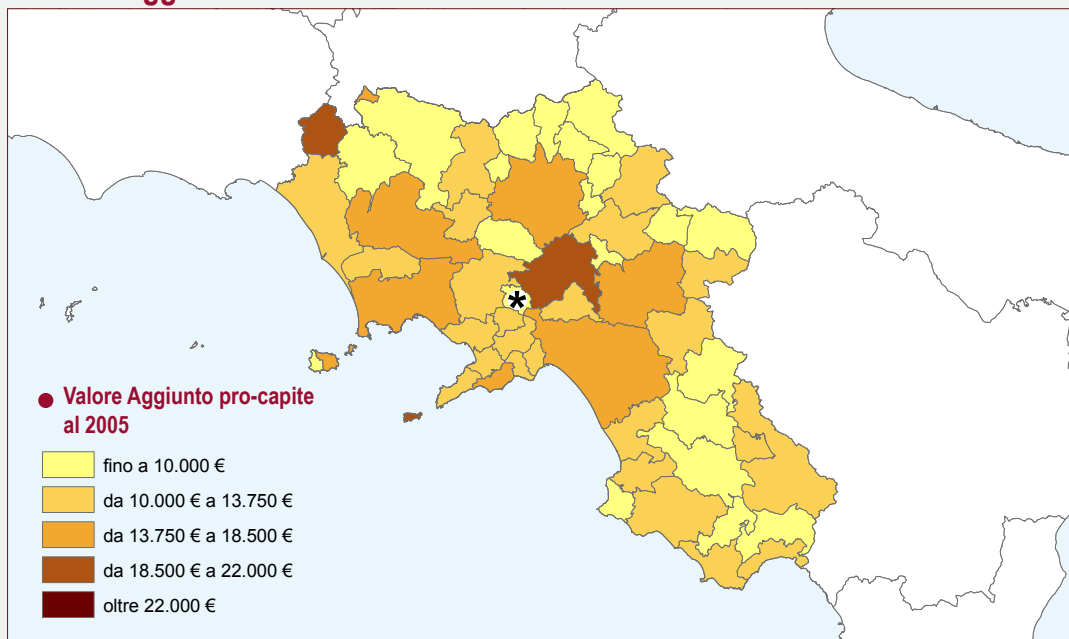 Valore Aggiunto pro-capite
al 2005
fino a 10.000 €
da 10.000 € a 13.750 €
da 13.750 € a 18.500 €
da 18.500 € a 22.000 €
oltre 22.000 €
*